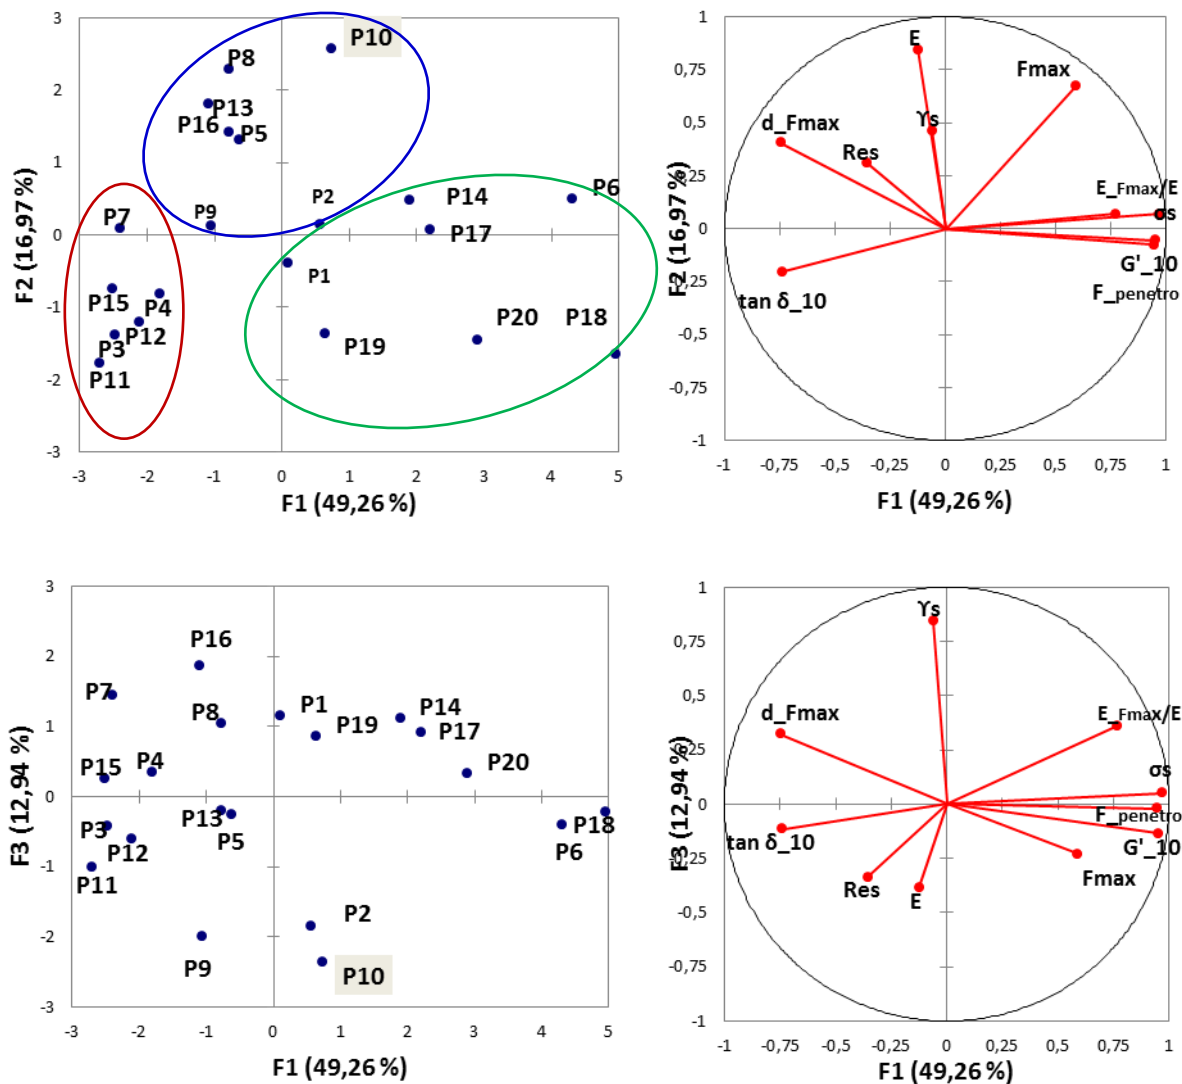 3
2
1
0
-1
-2
-3
F2 (16,97%)
P10
P8
P13
P16
P5
P9
P2
P14
P6
P17
P7
P1
P15
P4
P12
P3
P11
P20
P18
P19
-3
-2
-1
0
1
2
3
4
5
F1 (49,26 %)
1
0,75
0,5
0,25
0
-0,25
-0,5
-0,75
-1
F2 (16,97%)
E
Fmax
ϒs
d_Fmax
Res
E_Fmax/E
σs
G'_10
F_penetro
tan δ_10
-1
-0,75
-0,5
-0,25
0
0,25
0,5
0,75
1
F1 (49,26 %)
3
2
1
0
-1
-2
-3
F3 (12,94 %)
P16
P7
P8
P1
P14
P19
P17
P15
P4
P20
P13
P5
P3
P12
P11
P18
P6
P2
P9
P10
-3
-2
-1
0
1
2
3
4
5
F1 (49,26 %)
1
0,75
0,5
0,25
0
-0,25
-0,5
-0,75
-1
F3 (12,94 %)
ϒs
d_Fmax
E_Fmax/E
σs
F_penetro
tan δ_10
G'_10
Fmax
Res
E
-1
-0,75
-0,5
-0,25
0
0,25
0,5
0,75
1
F1 (49,26 %)